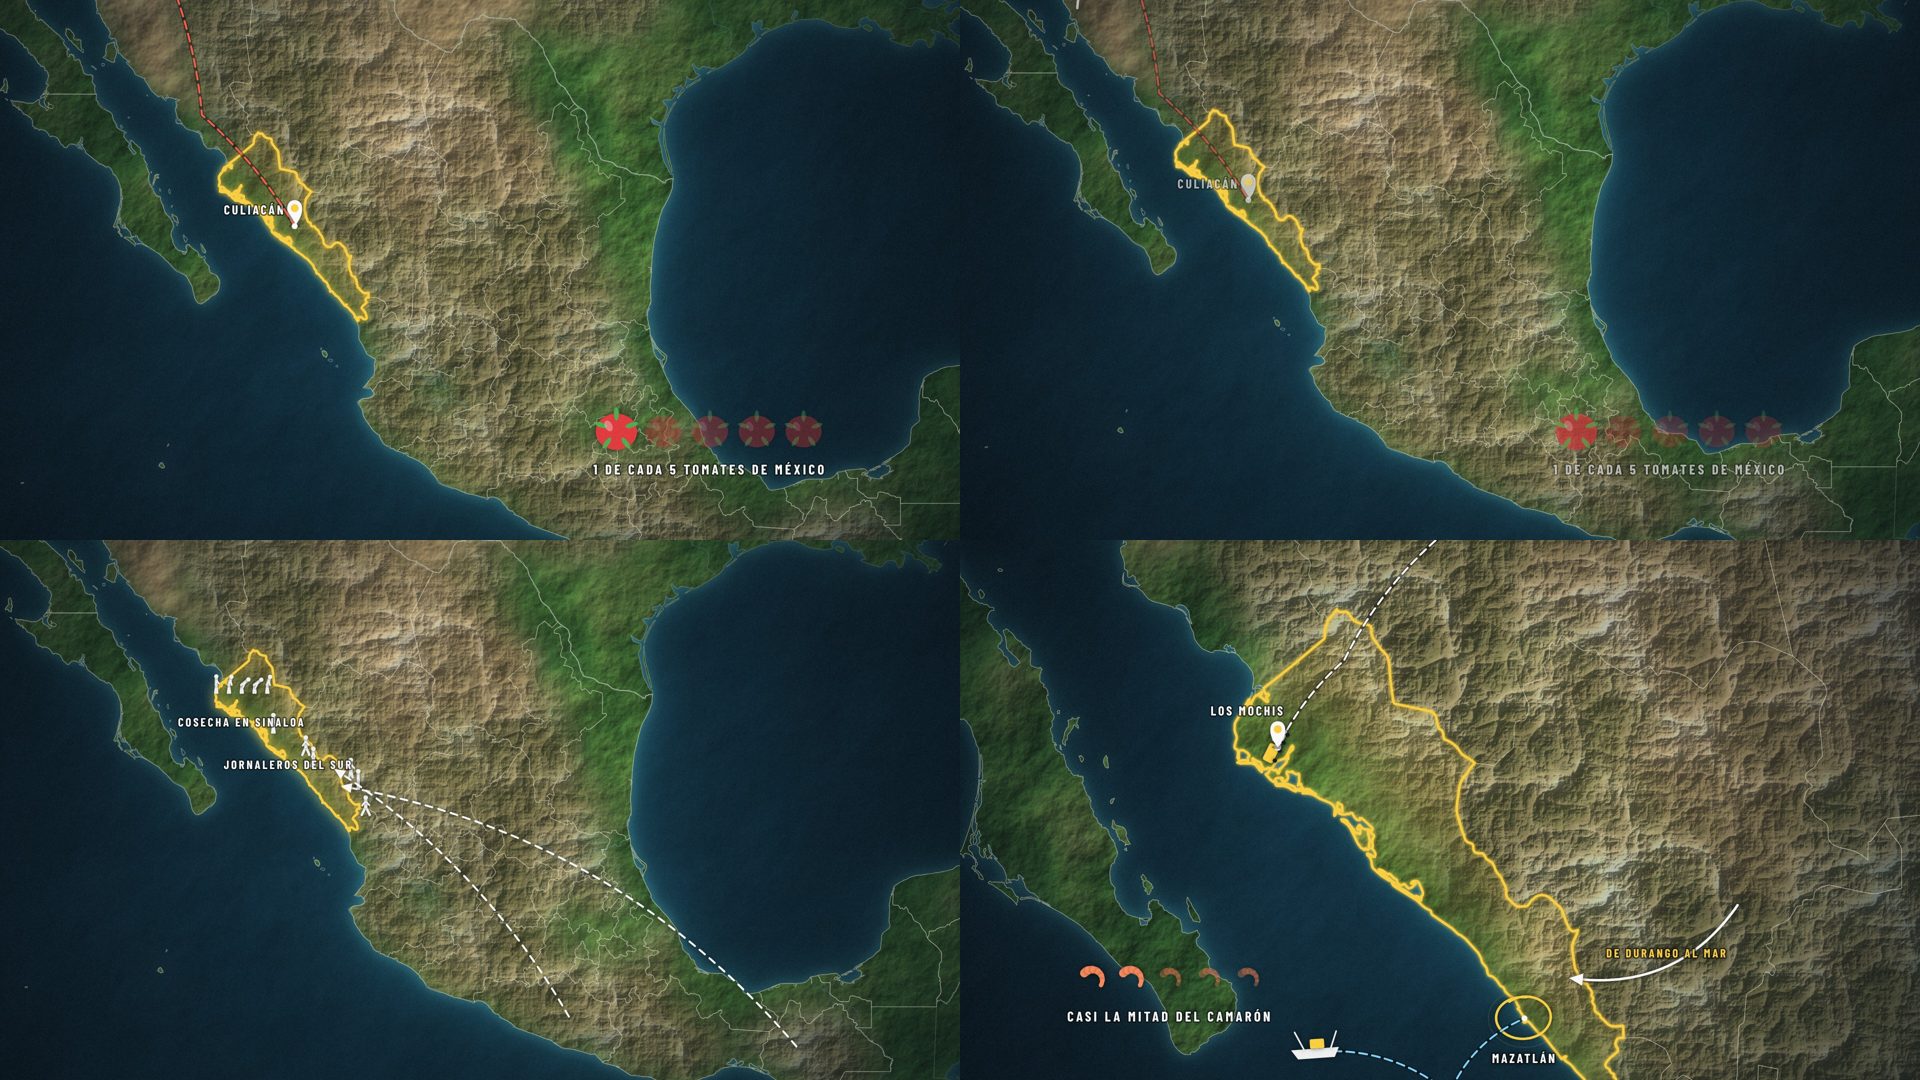 CULIACÁN
1 DE CADA 5 TOMATES DE MÉXICO
CULIACÁN
1 DE CADA 5 TOMATES DE MÉXICO
COSECHA EN SINALOA
JORNALEROS DEL SUR
LOS MOCHIS
DE DURANGO AL MAR
CASI LA MITAD DEL CAMARÓN
MAZATLÁN